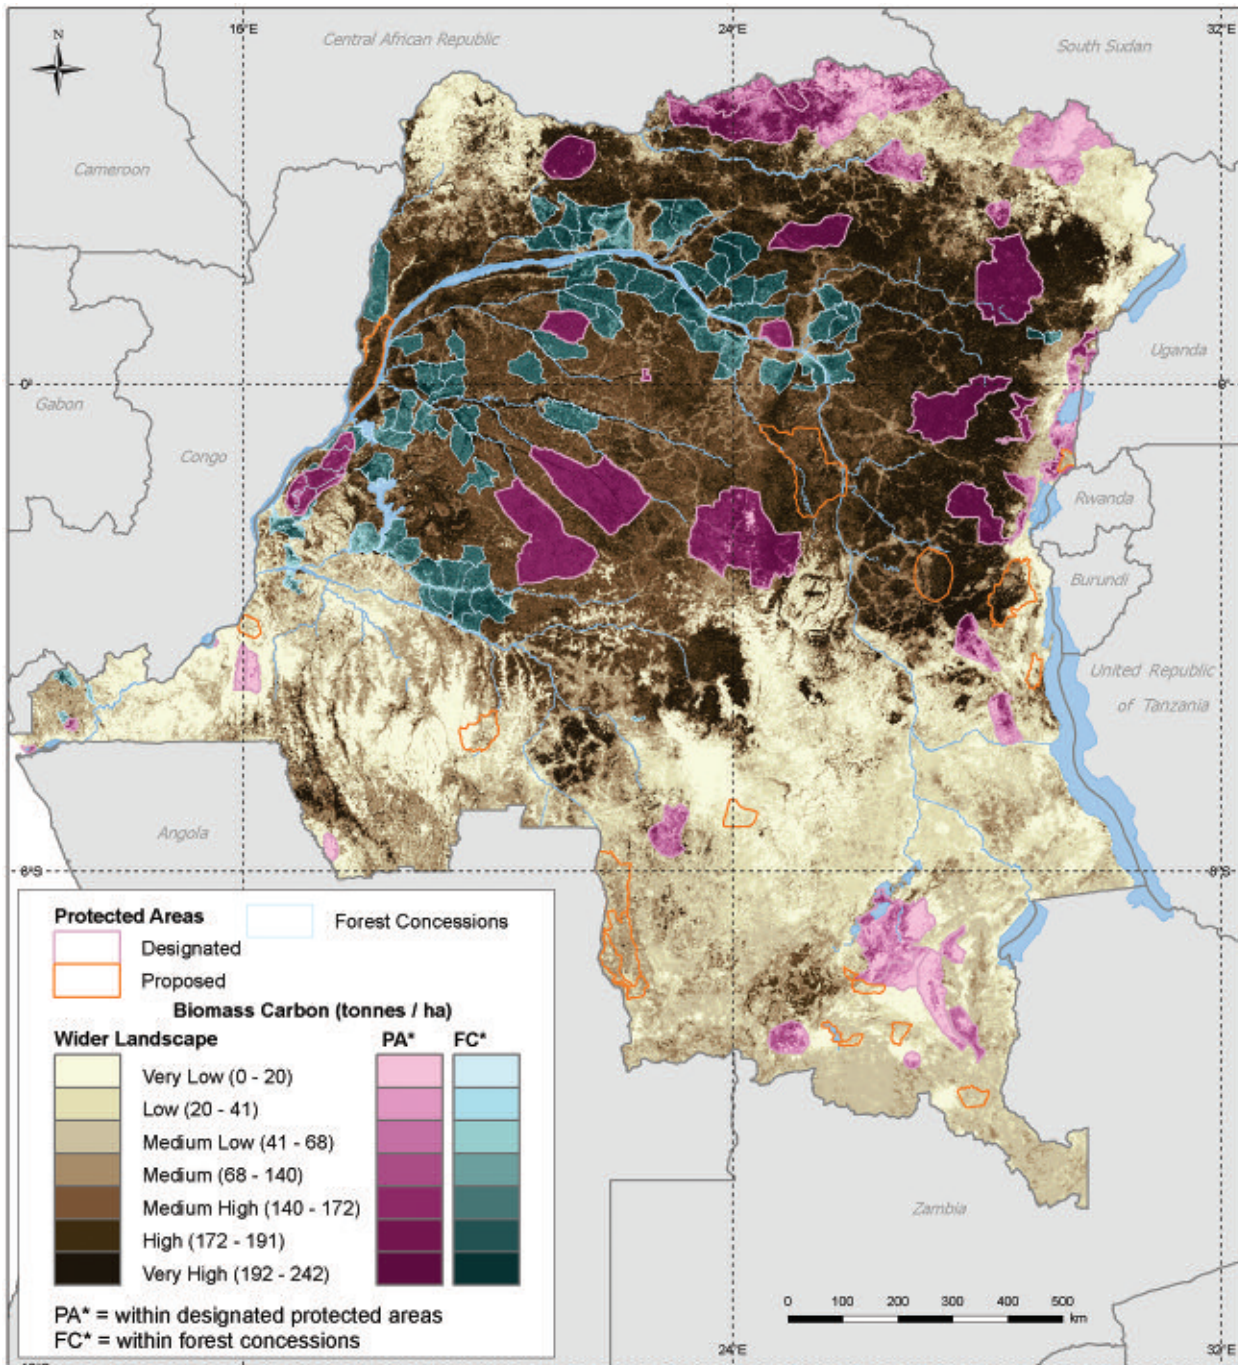 16°E
24°E
32°E
N
Central African Republic
South Sudan
Cameroon
Uganda
0°
0°
Gabon
Congo
Rwanda
Burundi
United Republic
of Tanzania
Angola
8°S
8°S
Protected Areas
Forest Concessions
Designated
Proposed
Biomass Carbon (tonnes / ha)
Wider Landscape
PA*
FC*
Very Low (0 - 20)
Low (20 - 41)
Medium Low (41 - 68)
Medium (68 - 140)
Medium High (140 - 172)
High (172 - 191)
Very High (192 - 242)
PA* = within designated protected areas
FC* = within forest concessions
Zambia
0 100 200 300 400 500
km
24°E
32°E